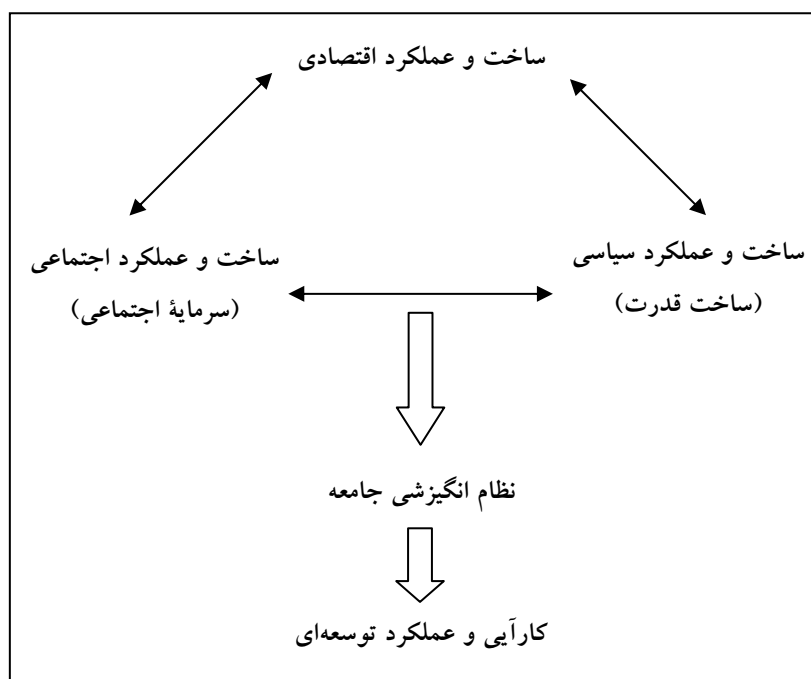 ساخت و عملکرد اقتصادی
ساخت و عملکرد سیاسی
(ساخت قدرت)
ساخت و عملکرد اجتماعی
(سرمایۀ اجتماعی)
نظام انگیزشی جامعه
کارآیی و عملکرد توسعه‌ای